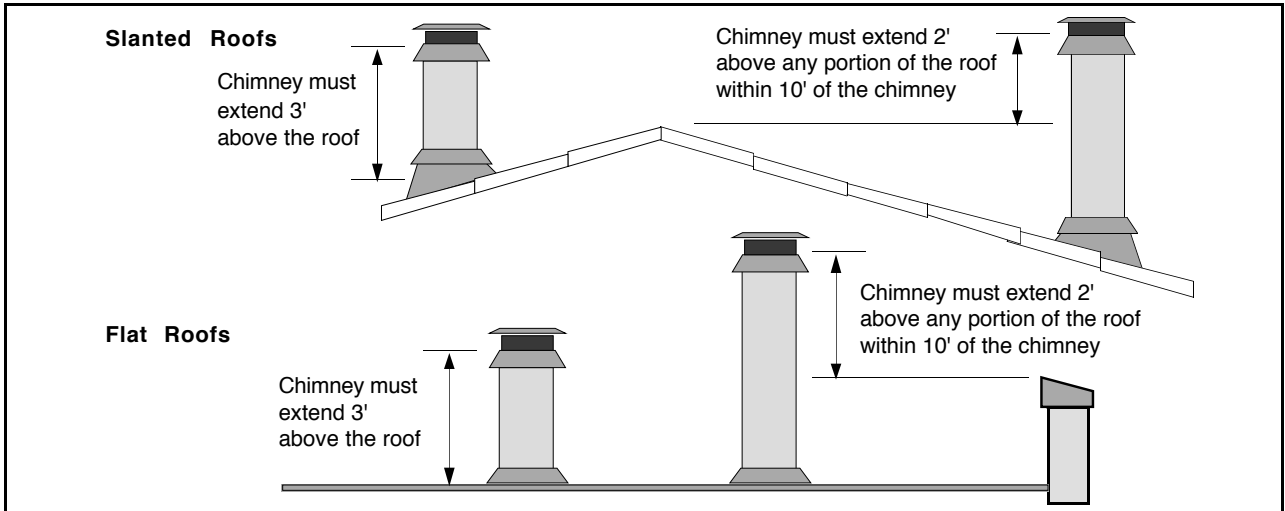 Slanted Roofs
Chimney must
extend 3'
above the roof
Chimney must extend 2'
above any portion of the roof
within 10' of the chimney
Flat Roofs
Chimney must
extend 3'
above the roof
Chimney must extend 2'
above any portion of the roof
within 10' of the chimney